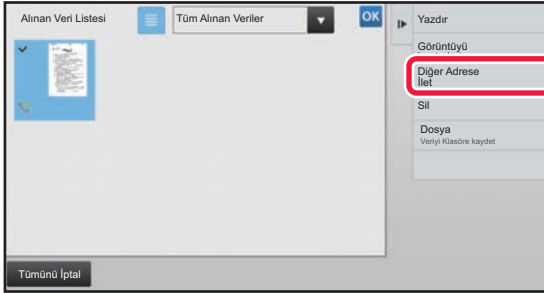 Alınan Veri Listesi
Tüm Alınan Veriler
OK
Yazdır
Görüntüyü
Diğer Adrese
İlet
Sil
Dosya
Veriyi Klasöre kaydet
Tümünü İptal